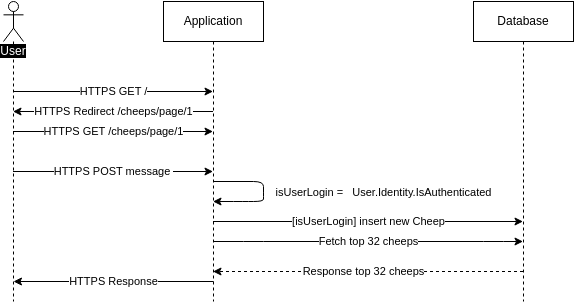 Application
Database
User
HTTPS GET /
HTTPS Redirect /cheeps/page/1
HTTPS GET /cheeps/page/1
HTTPS POST message
isUserLogin = User.Identity.IsAuthenticated
[isUserLogin] insert new Cheep
Fetch top 32 cheeps
Response top 32 cheeps
HTTPS Response